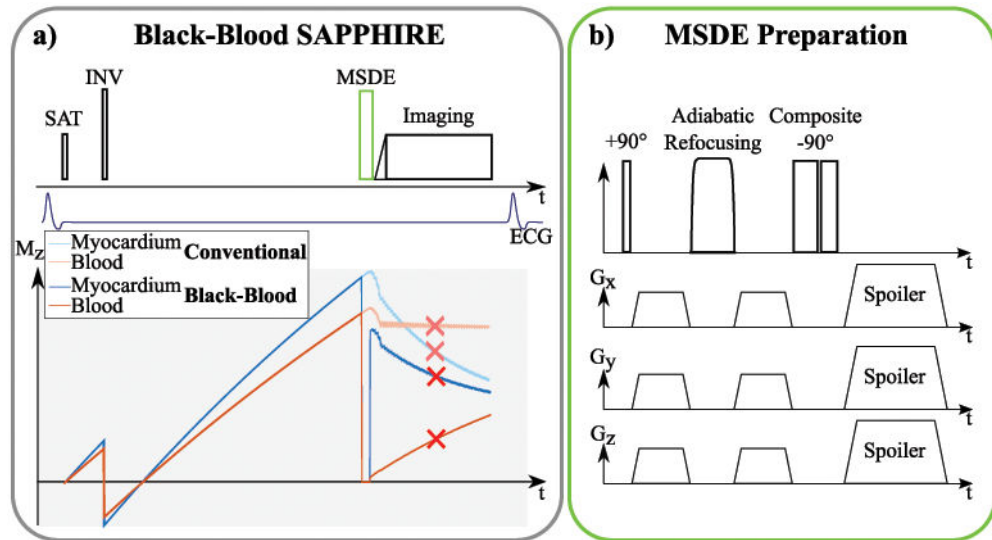 a) Black-Blood SAPPHIRE
INV
SAT
MSDE
Imaging
t
ECG
Mz
Myocardium Conventional
Blood
Myocardium Black-Blood
Blood
t
b) MSDE Preparation
+90°
Adiabatic
Refocusing
Composite
-90°
t
Gx
Spoiler
t
Gy
Spoiler
t
Gz
Spoiler
t